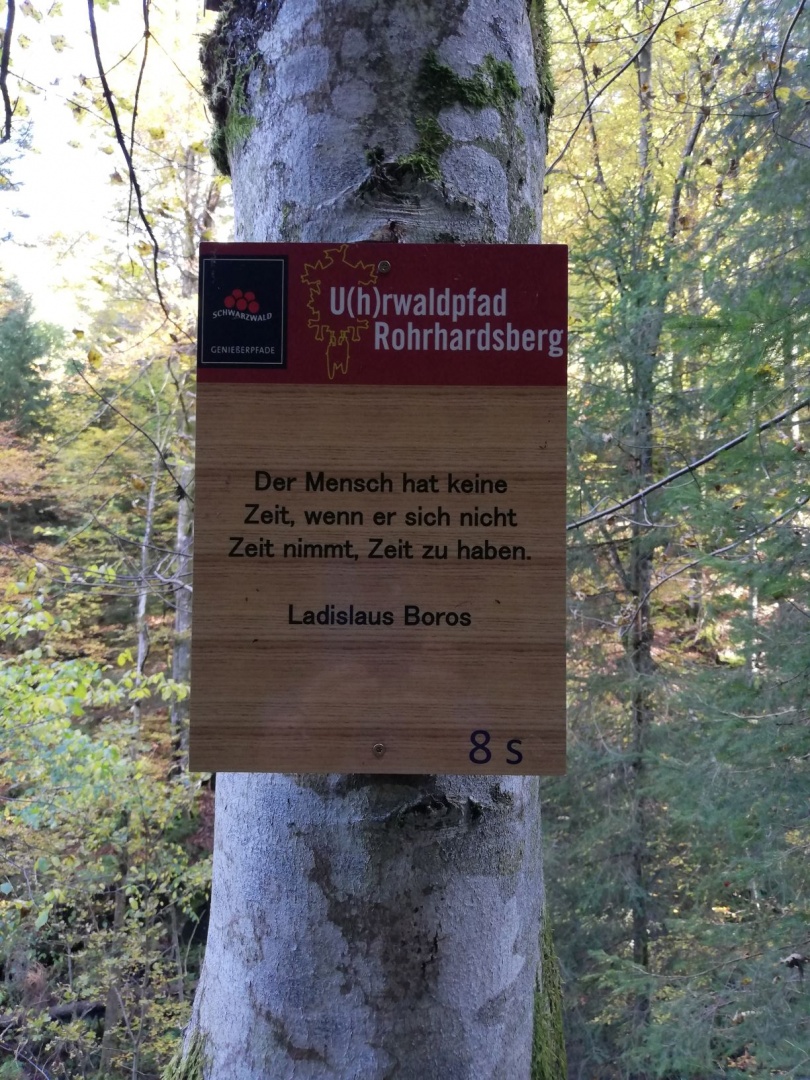 SCHWARZWALD
GENIEßERPFADE
U(h)rwaldpfad
Rohrhardsberg
Der Mensch hat keine
Zeit, wenn er sich nicht
Zeit nimmt, Zeit zu haben.
Ladislaus Boros
8 s